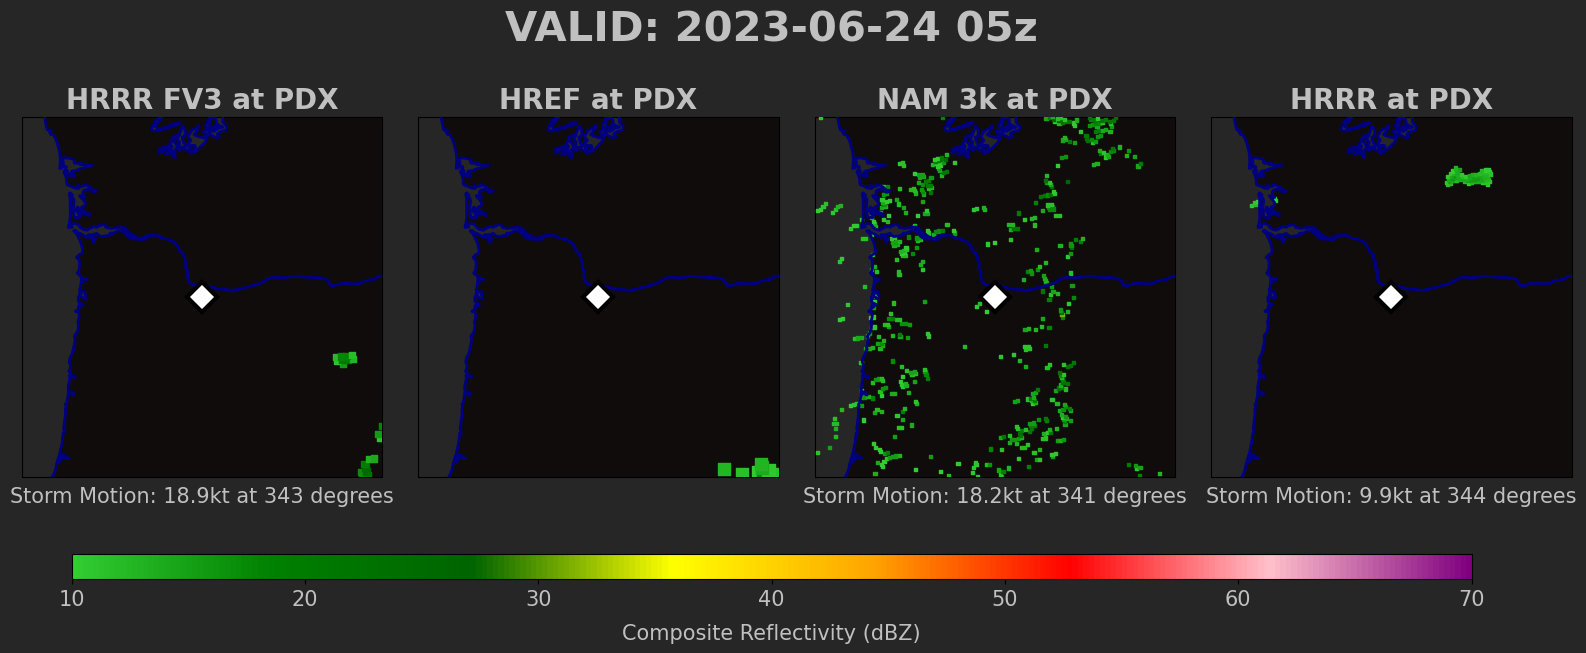 VALID: 2023-06-24 05z
HRRR FV3 at PDX
HREF at PDX
NAM 3k at PDX
HRRR at PDX
Storm Motion: 18.9kt at 343 degrees
Storm Motion: 18.2kt at 341 degrees
Storm Motion: 9.9kt at 344 degrees
10 20 30 40 50 60 70
Composite Reflectivity (dBZ)